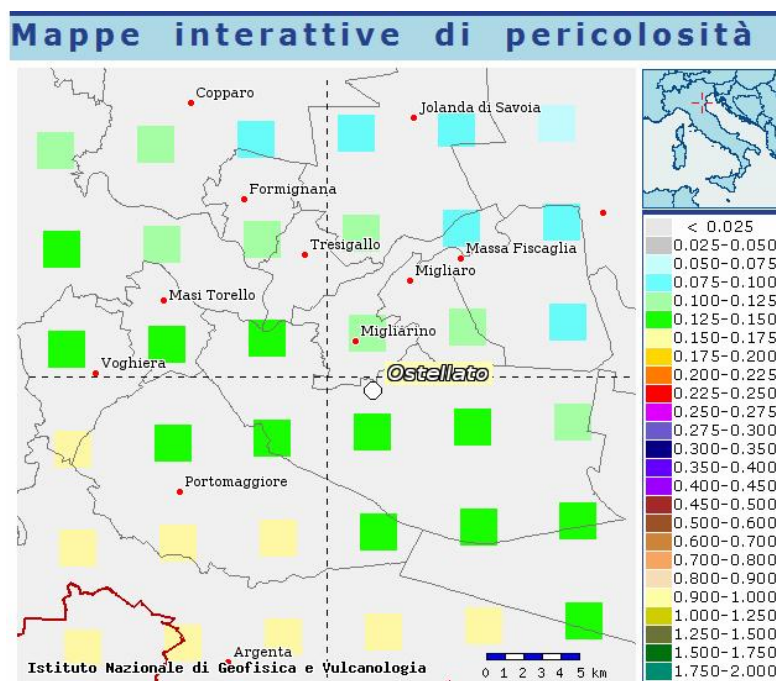 Mappe interattive di pericolosità
Copparo
Jolanda di Savoia
Formignana
Tresigallo
Massa Fiscaglia
Migliaro
Masi Torello
Migliarino
Voghiera
Ostellato
Portomaggiore
Argenta
Istituto Nazionale di Geofisica e Vulcanologia
0 1 2 3 4 5 km
< 0.025
0.025-0.050
0.050-0.075
0.075-0.100
0.100-0.125
0.125-0.150
0.150-0.175
0.175-0.200
0.200-0.225
0.225-0.250
0.250-0.275
0.275-0.300
0.300-0.350
0.350-0.400
0.400-0.450
0.450-0.500
0.500-0.600
0.600-0.700
0.700-0.800
0.800-0.900
0.900-1.000
1.000-1.250
1.250-1.500
1.500-1.750
1.750-2.000